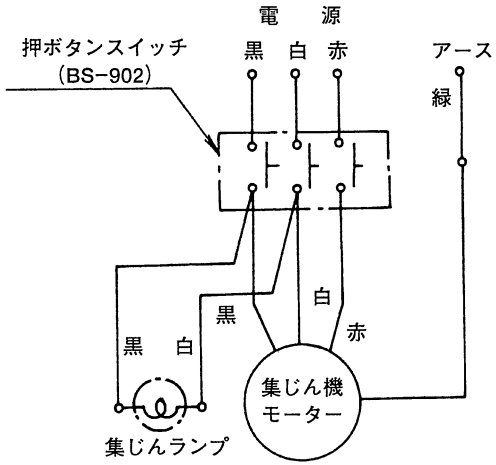 電 源
黒 白 赤
アース
押ボタンスイッチ
(BS-902)
緑
黒
白
赤
黒 白
集じん機
モーター
集じんランプ